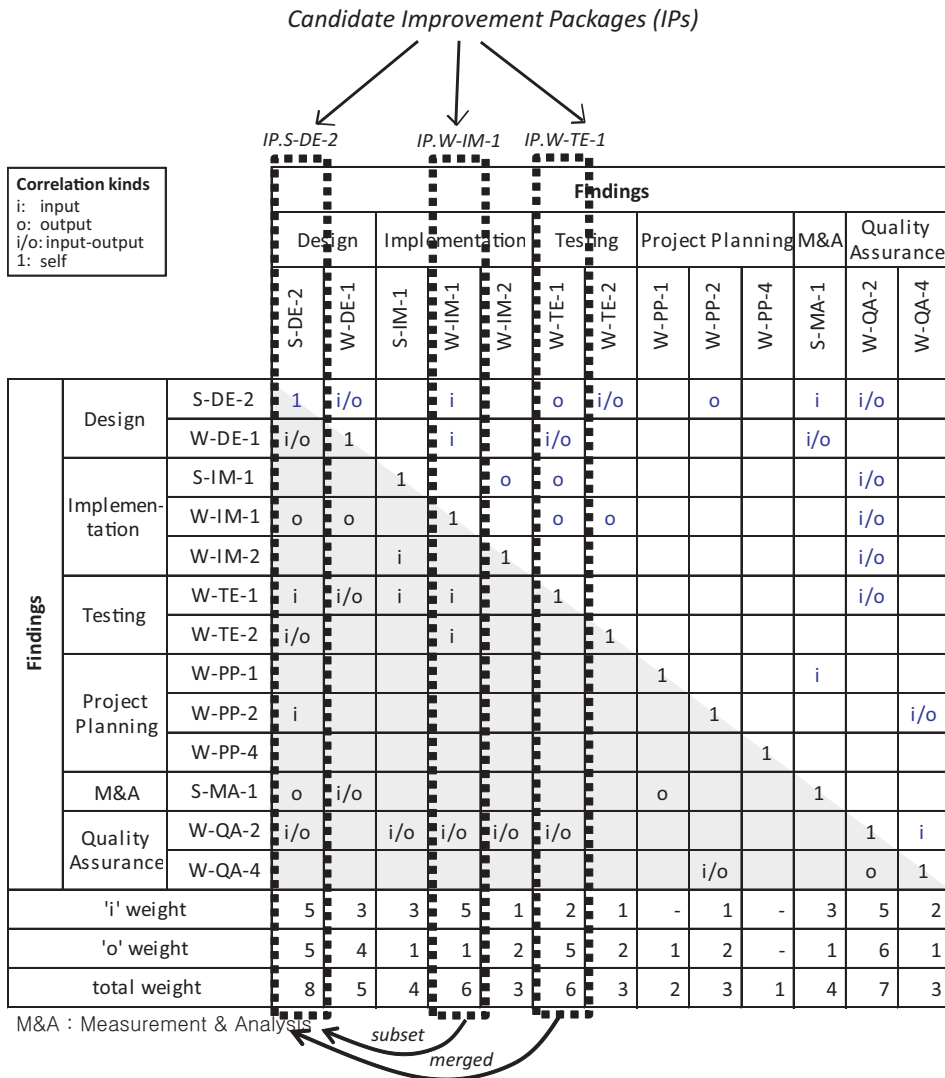 Candidate Improvement Packages (IPs)
IP.S-DE-2 IP.W-IM-1 IP.W-TE-1
Correlation kinds
i: input
o: output
i/o: input-output
1: self
Findings
Design Implementation Testing Project Planning M&A Quality Assurance
S-DE-2 W-DE-1 S-IM-1 W-IM-1 W-IM-2 W-TE-1 W-TE-2 W-PP-1 W-PP-2 W-PP-4 S-MA-1 W-QA-2 W-QA-4
Findings
Design
S-DE-2 1 i/o i o i/o o i i/o
W-DE-1 i/o 1 i i/o i/o
Implemen-
tation
S-IM-1 1 o o i/o
W-IM-1 o o 1 o o i/o
W-IM-2 i 1 i/o
Testing
W-TE-1 i i/o i i 1 i/o
W-TE-2 i/o i 1
Project
Planning
W-PP-1 1 i
W-PP-2 i 1 i/o
W-PP-4 1
M&A
S-MA-1 o i/o o 1
Quality
Assurance
W-QA-2 i/o i/o i/o i/o i/o 1 i
W-QA-4 i/o o 1
'i' weight 5 3 3 5 1 2 1 - 1 - 3 5 2
'o' weight 5 4 1 1 2 5 2 1 2 - 1 6 1
total weight 8 5 4 6 3 6 3 2 3 1 4 7 3
M&A : Measurement & Analysis
subset
merged